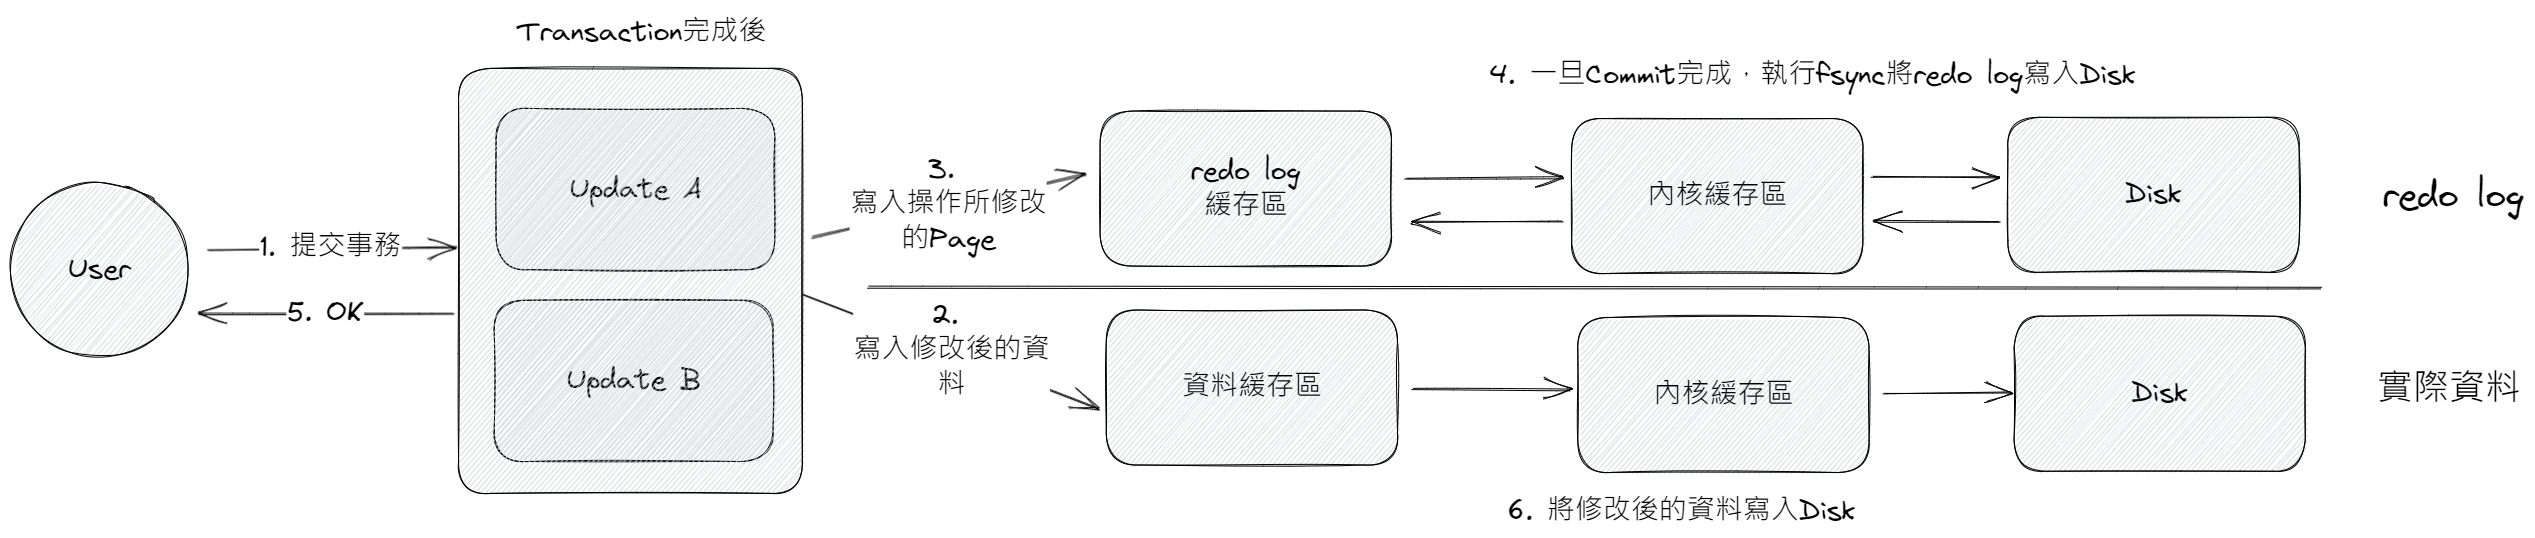 Transaction完成後
4. 一旦Commit完成，執行fsync將redo log寫入Disk
User
1. 提交事務
5. OK
Update A
Update B
3.
寫入操作所修改
的Page
redo log
緩存區
內核緩存區
Disk
redo log
2.
寫入修改後的資
料
資料緩存區
內核緩存區
Disk
實際資料
6. 將修改後的資料寫入Disk